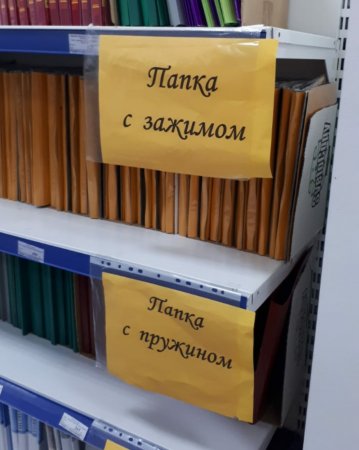 Папка
с зажимом
Папка
с пружином